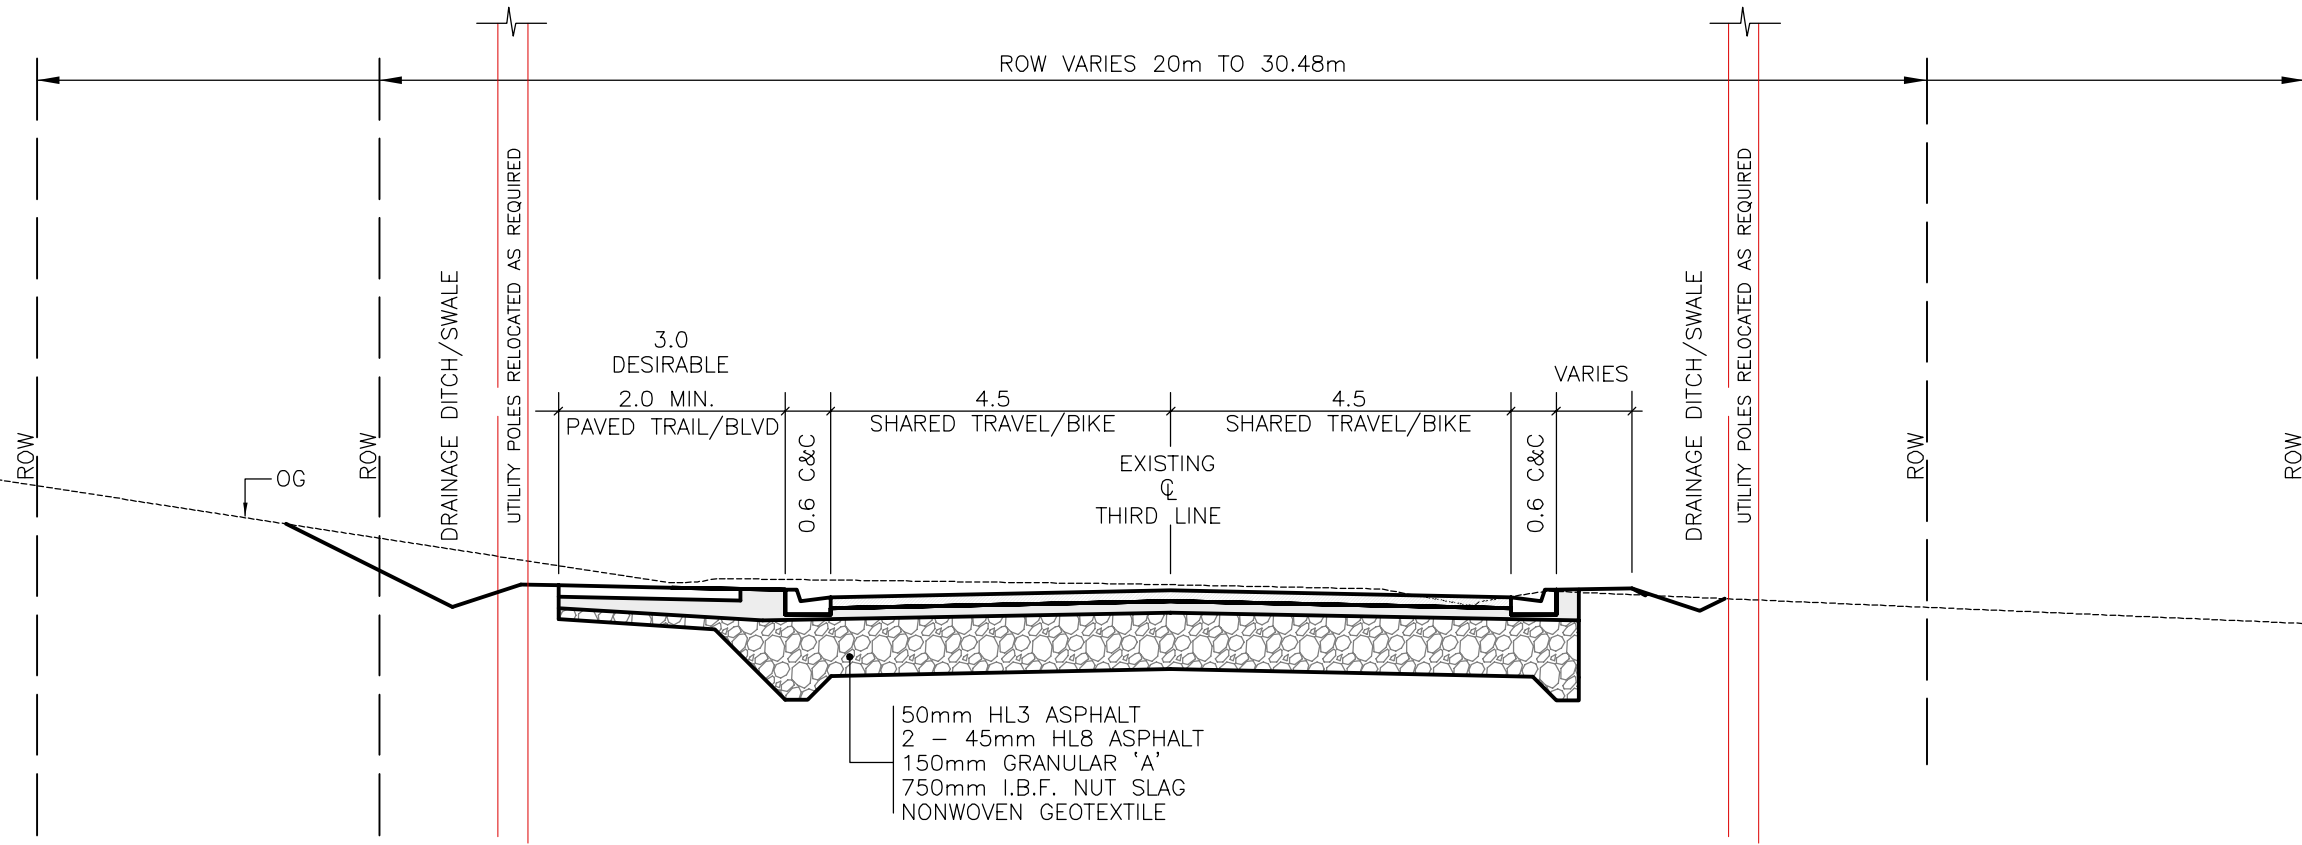 ROW VARIES 20m TO 30.48m
ROW
ROW
DRAINAGE DITCH/SWALE
UTILITY POLES RELOCATED AS REQUIRED
3.0
DESIRABLE
2.0 MIN.
PAVED TRAIL/BLVD
0.6 C&C
4.5
SHARED TRAVEL/BIKE
EXISTING
℄
THIRD LINE
4.5
SHARED TRAVEL/BIKE
0.6 C&C
VARIES
DRAINAGE DITCH/SWALE
UTILITY POLES RELOCATED AS REQUIRED
ROW
ROW
OG
50mm HL3 ASPHALT
2 - 45mm HL8 ASPHALT
150mm GRANULAR 'A'
750mm I.B.F. NUT SLAG
NONWOVEN GEOTEXTILE